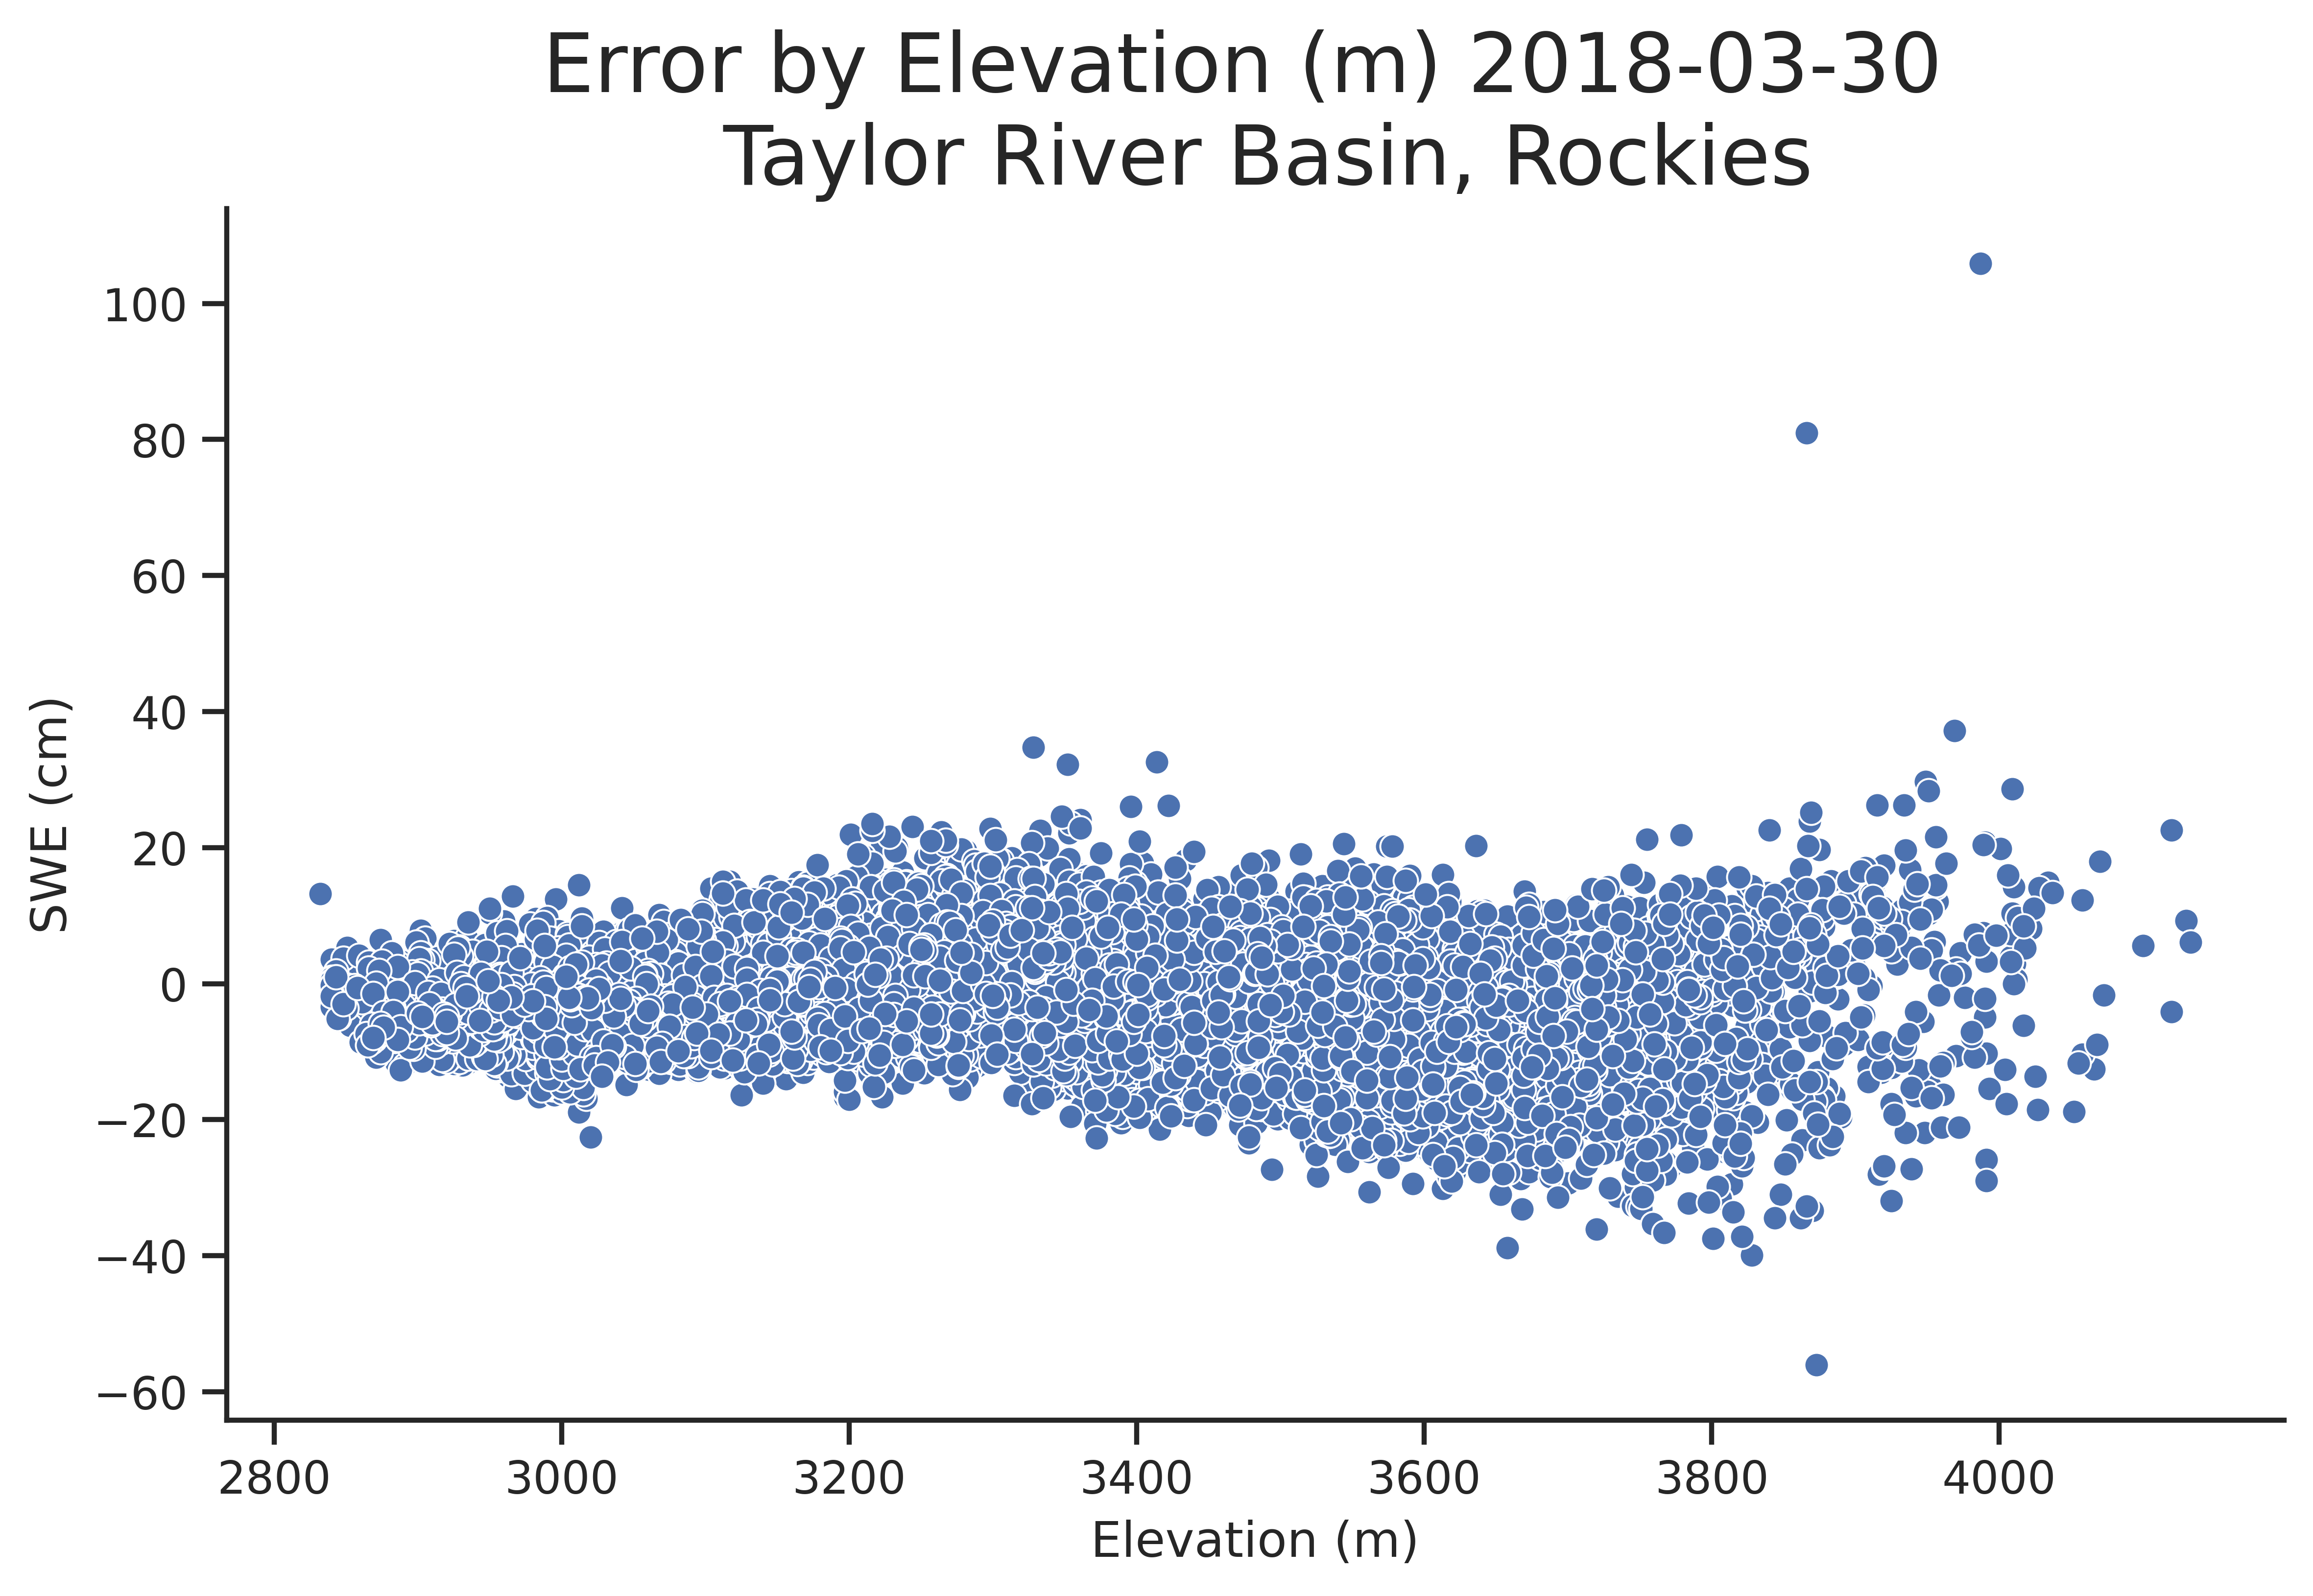 Error by Elevation (m) 2018-03-30
Taylor River Basin, Rockies
100
80
60
40
20
0
−20
−40
−60
SWE (cm)
2800 3000 3200 3400 3600 3800 4000
Elevation (m)